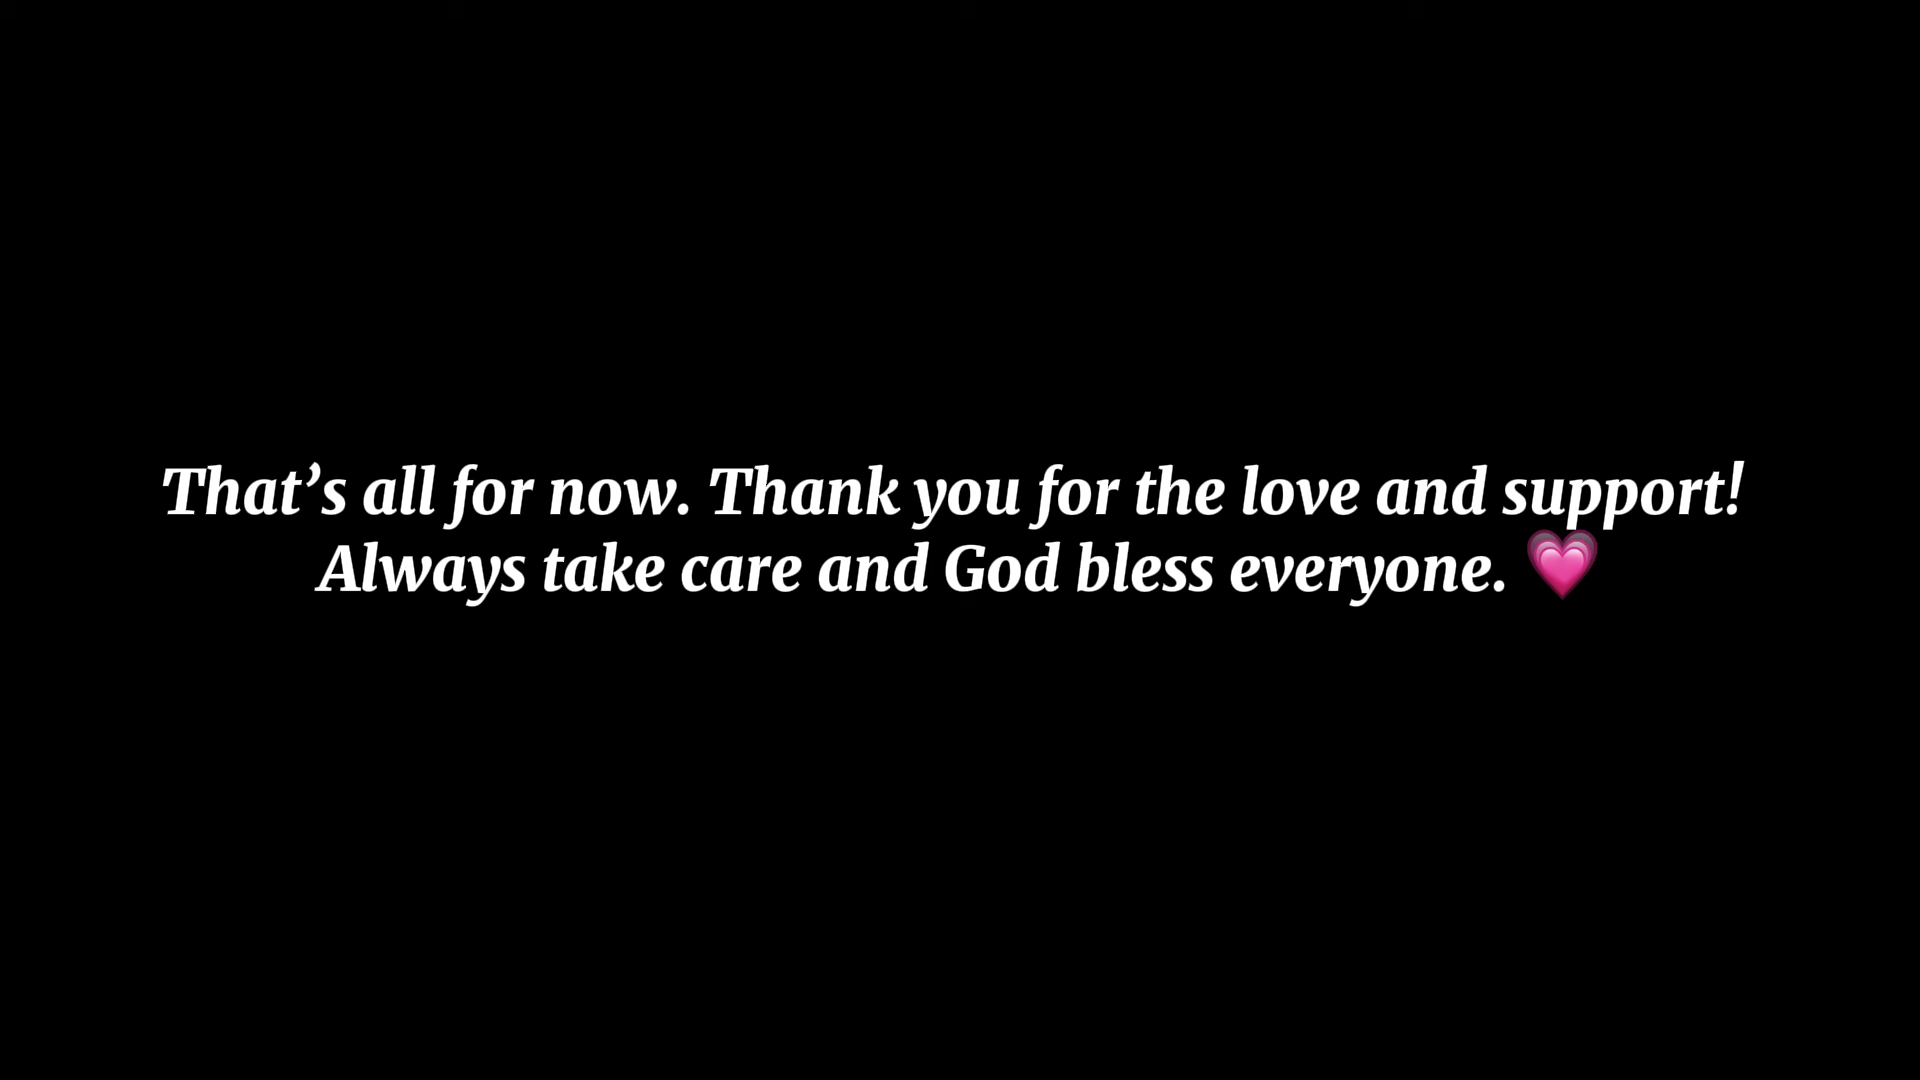 That’s all for now. Thank you for the love and support!
Always take care and God bless everyone. 💗